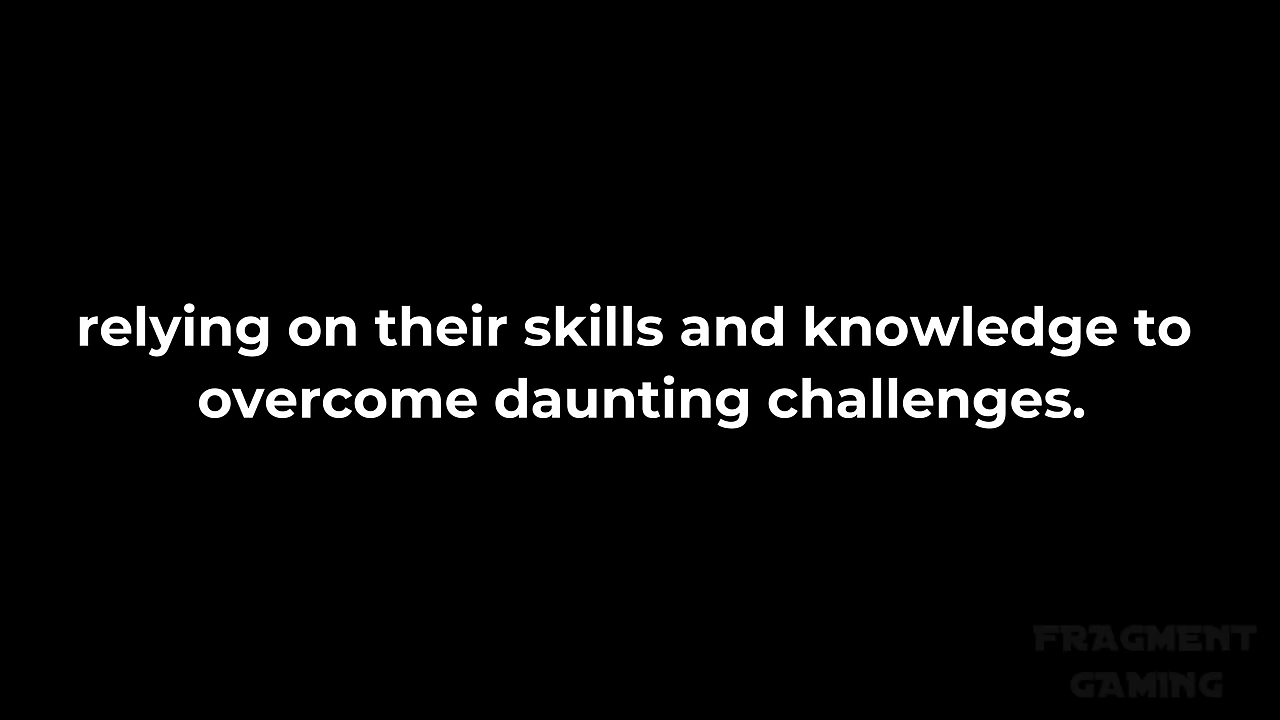 relying on their skills and knowledge to
overcome daunting challenges.
FRAGMENT
GAMING